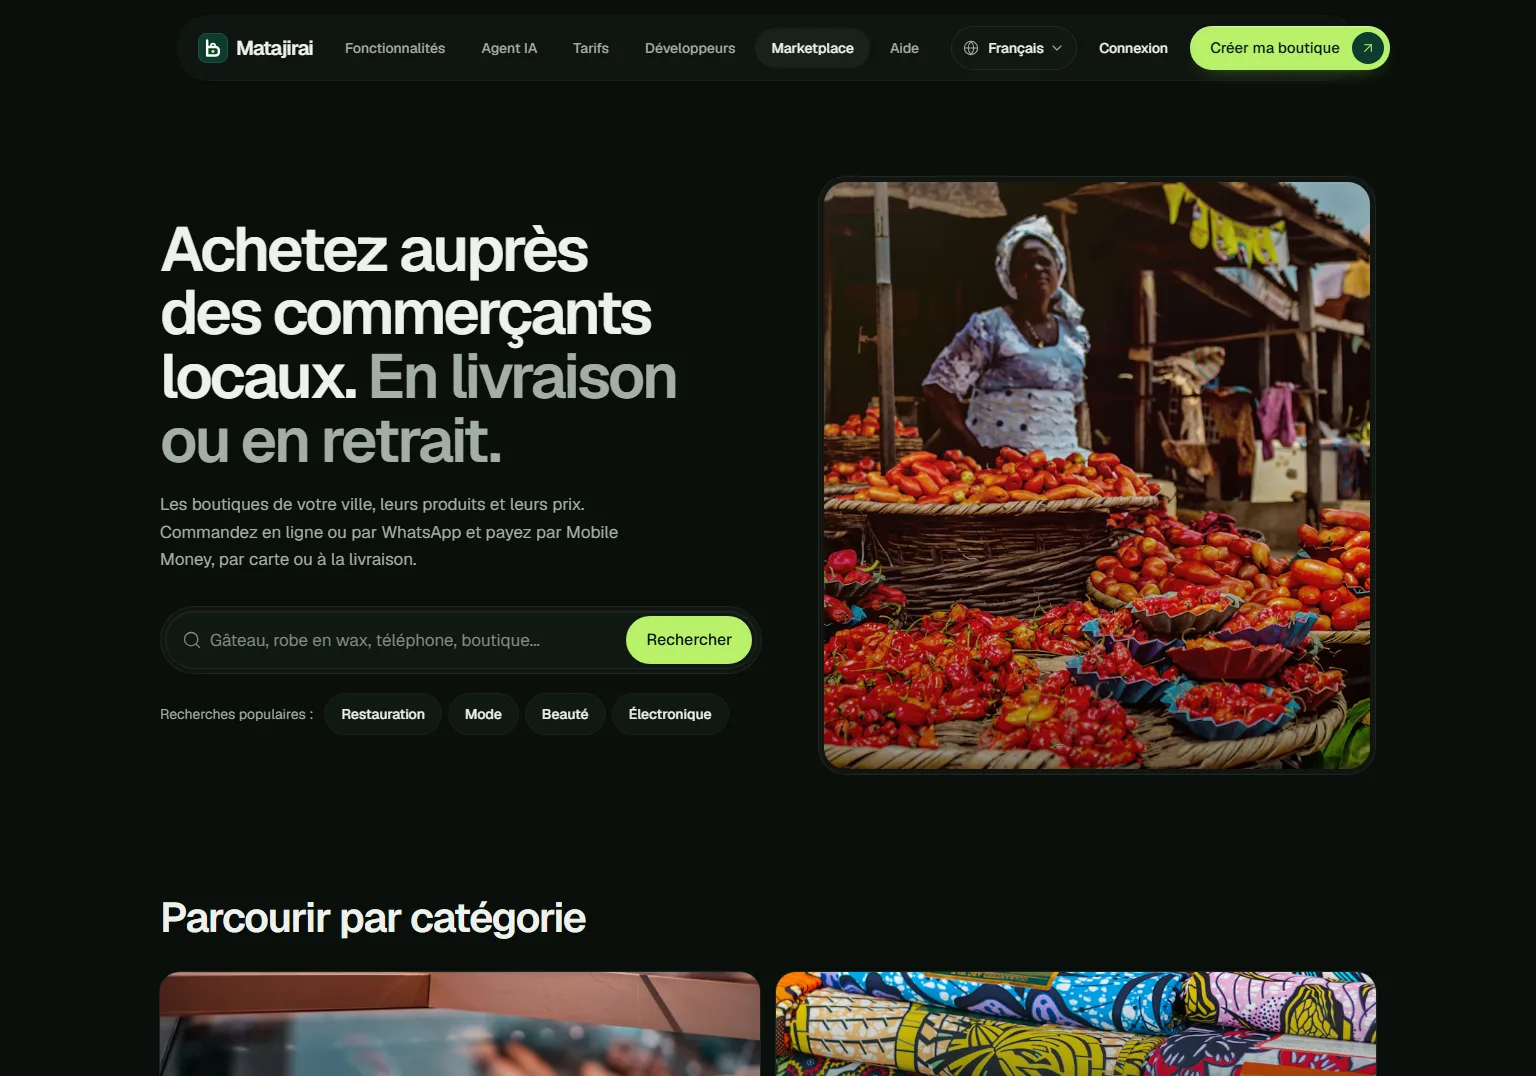 Matajirai
Fonctionnalités
Agent IA
Tarifs
Développeurs
Marketplace
Aide
Français
Connexion
Créer ma boutique
Achetez auprès
des commerçants
locaux. En livraison
ou en retrait.
Les boutiques de votre ville, leurs produits et leurs prix.
Commandez en ligne ou par WhatsApp et payez par Mobile
Money, par carte ou à la livraison.
Gâteau, robe en wax, téléphone, boutique...
Rechercher
Recherches populaires :
Restauration
Mode
Beauté
Électronique
Parcourir par catégorie